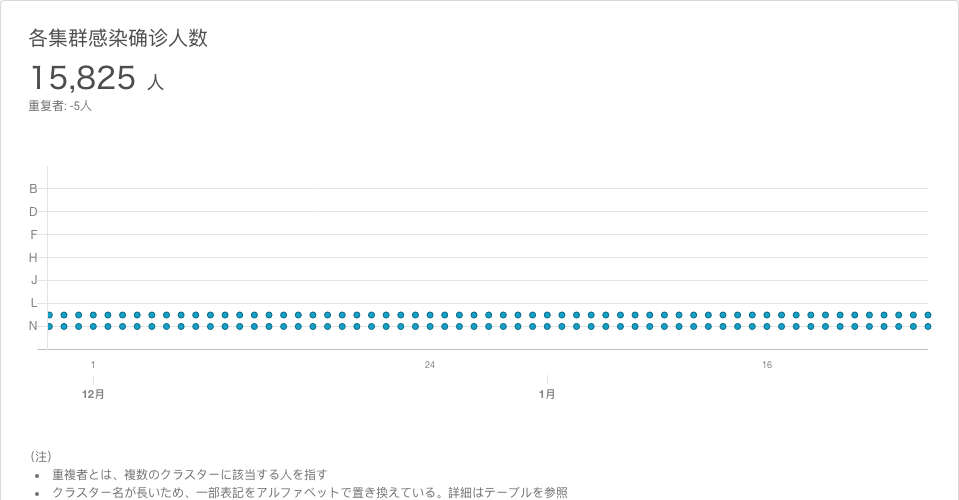 各集群感染确诊人数
15,825 人
重复者: -5人
B
D
F
H
J
L
N
1 24 16
12月 1月
（注）
• 重複者とは、複数のクラスターに該当する人を指す
• クラスター名が長いため、一部表記をアルファベットで置き換えている。詳細はテーブルを参照